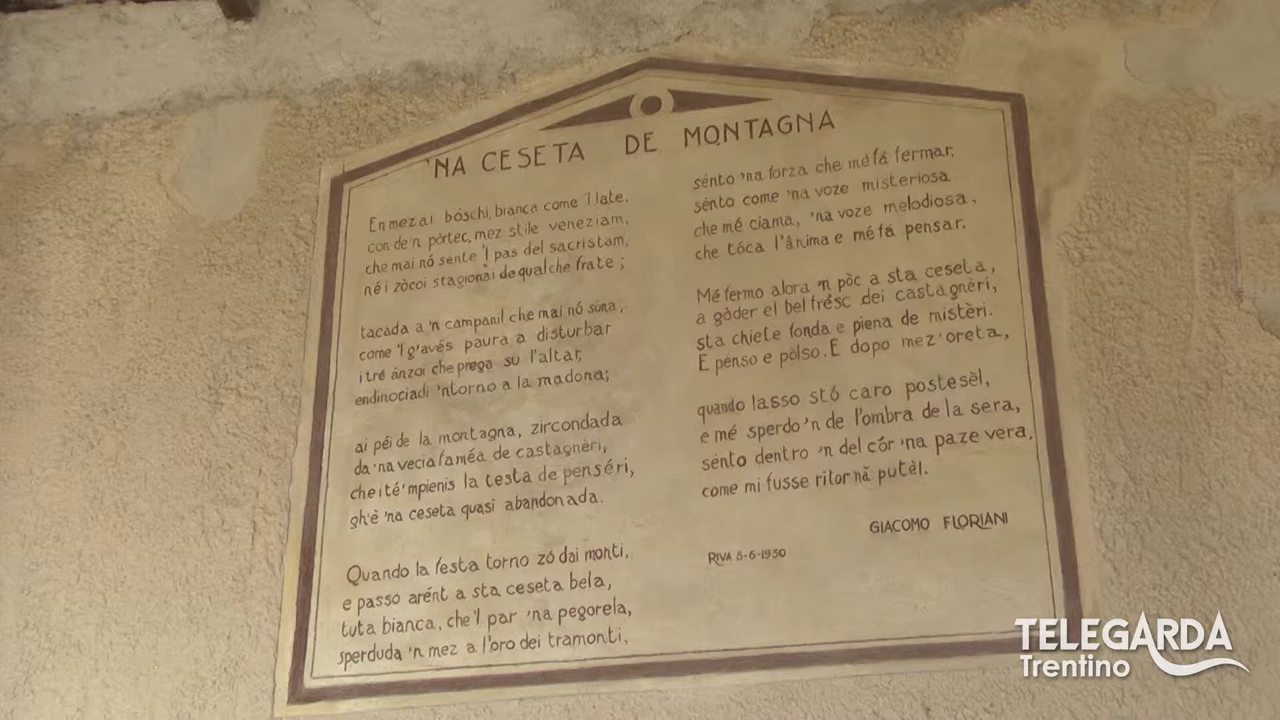 'NA CESETA DE MONTAGNA
En mez ai bóschi, bianca come 'l late.
con de'n pòrtec, mez stile veneziam,
che mai nó sente 'l pas del sacristam,
né i zòcoi stagionai de qualche frate ;
tacada a 'n campanil che mai nó sóna,
come 'l g'avés paura a disturbar
i tré ánzoi che prega su l'altar,
endinociadi 'ntorno a la madona;
ai péi de la montagna, zircondada
da 'na vecia faméa de castagnèri,
che i té 'mpienis la testa de penséri,
gh'è 'na ceseta quasi abandonada.
Quando la festa torno zó dai monti,
e passo arént a sta ceseta bela,
tuta bianca, che'l par 'na pegorela,
sperduda 'n mez a l'oro dei tramonti,
sénto 'na forza che mé fá fermar,
sénto come 'na voze misteriosa
che mé ciama, 'na voze melodiosa,
che tóca l'ànima e mé fá pensar.
Mé fermo alora 'n pòc a sta ceseta,
a gòder el bel frésc dei castagnèri,
sta chiete fonda e piena de mistèri.
E penso e pòlso. E dopo mez'oreta,
quando lasso stó caro postesèl,
e mé sperdo 'n de l'ombra de la sera,
sénto dentro 'n del cór 'na paze vera,
come mi fusse ritornà putèl.
GIACOMO FLORIANI
RIVA 8-6-1930
TELEGARDA
Trentino